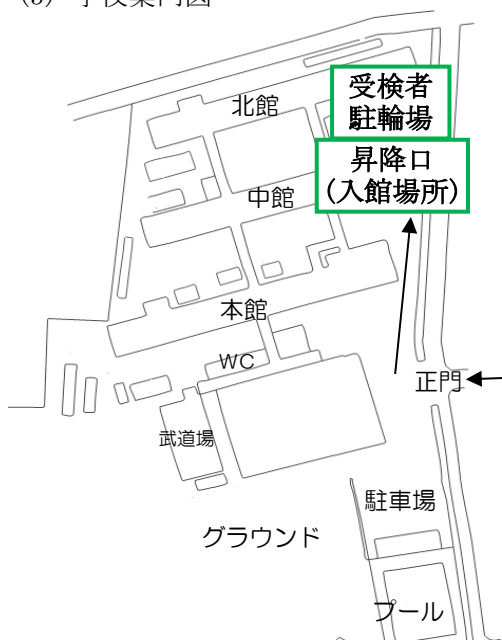 (3) 学校案内図
北館
受検者
駐輪場
昇降口
(入館場所)
中館
本館
WC
正門
武道場
駐車場
グラウンド
プール